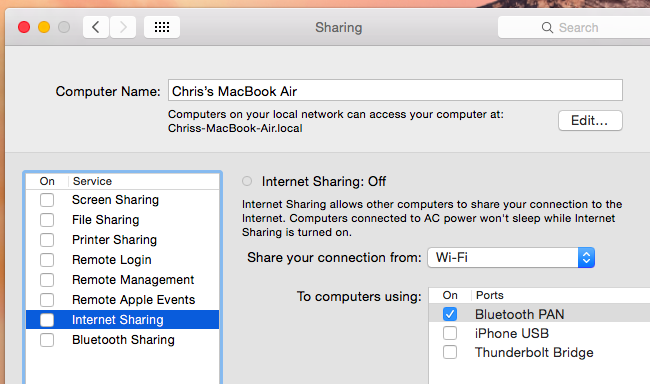 Sharing
Search
Computer Name:
Chris’s MacBook Air
Computers on your local network can access your computer at:
Chriss-MacBook-Air.local
Edit...
On Service
Screen Sharing
File Sharing
Printer Sharing
Remote Login
Remote Management
Remote Apple Events
Internet Sharing
Bluetooth Sharing
Internet Sharing: Off
Internet Sharing allows other computers to share your connection to the
Internet. Computers connected to AC power won't sleep while Internet
Sharing is turned on.
Share your connection from: Wi-Fi
To computers using:
On Ports
Bluetooth PAN
iPhone USB
Thunderbolt Bridge